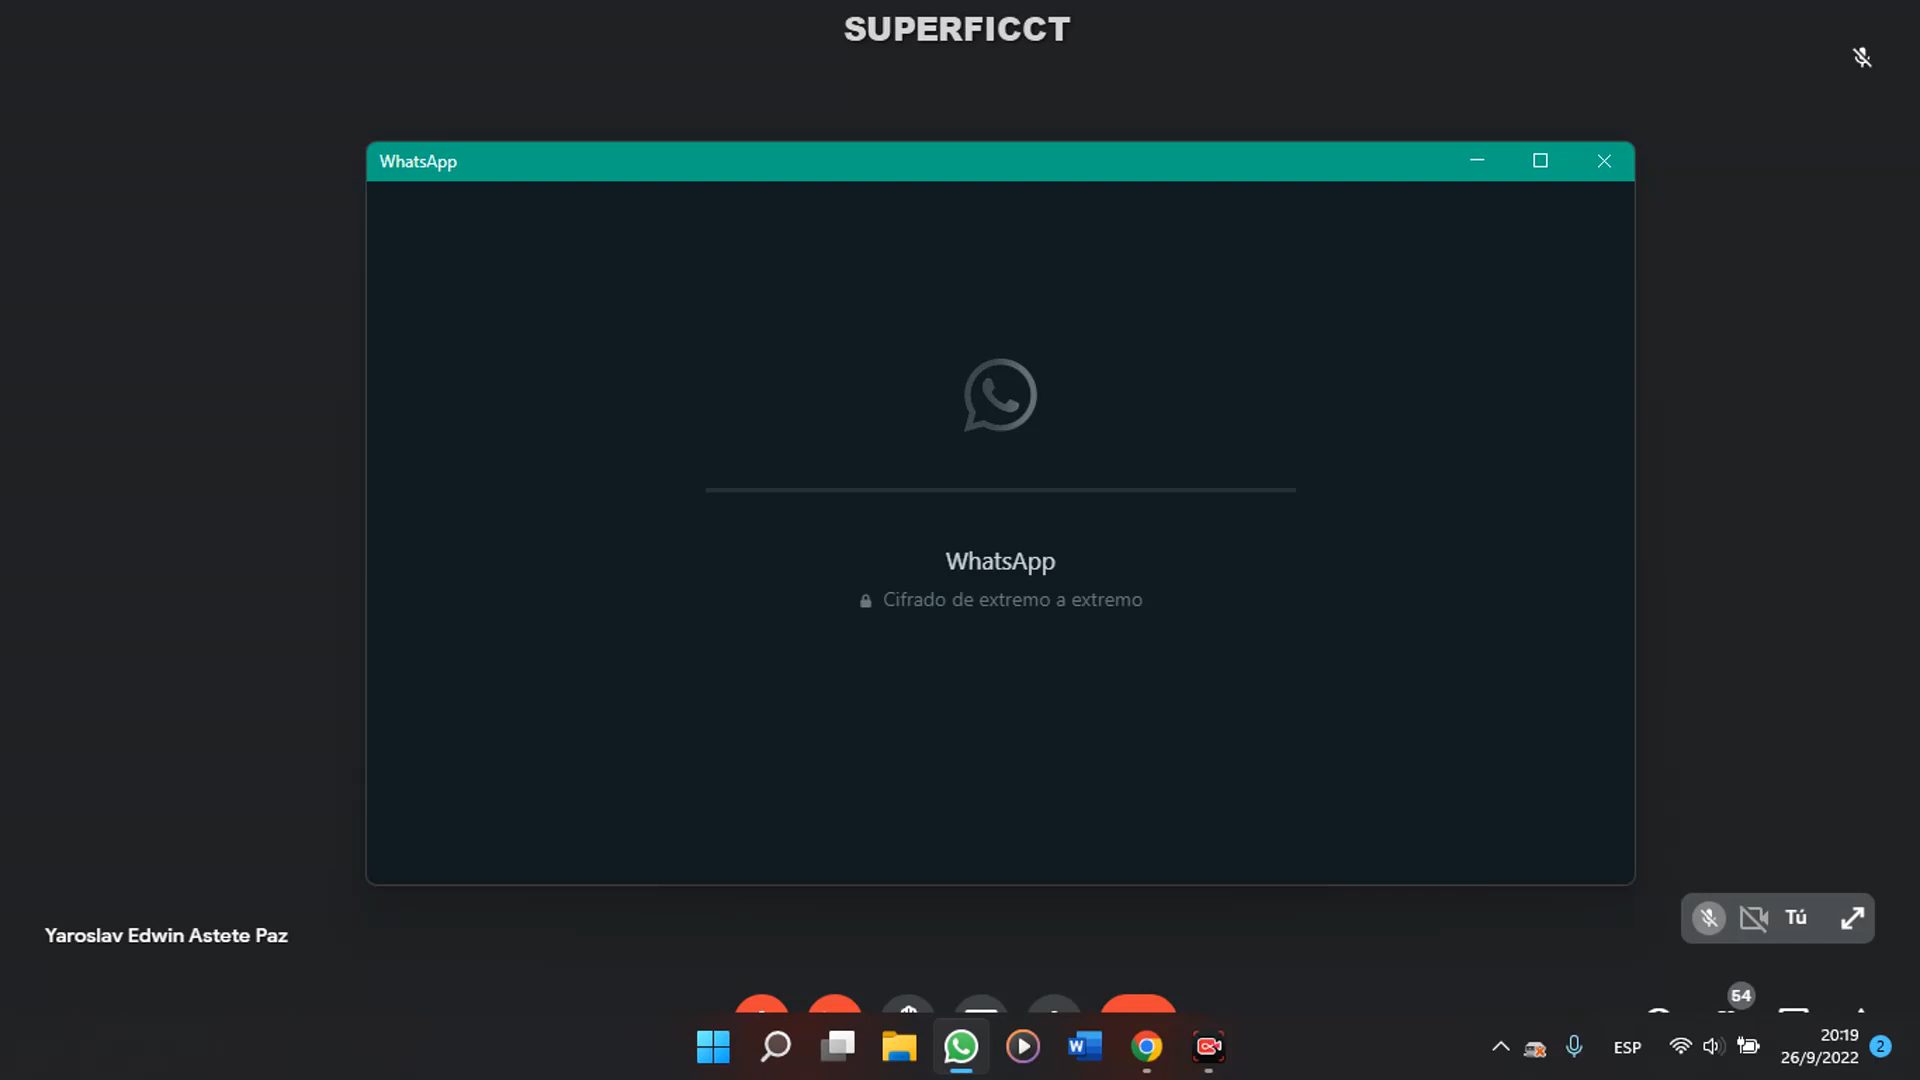 SUPERFICCT
WhatsApp
WhatsApp
Cifrado de extremo a extremo
Yaroslav Edwin Astete Paz
Tú
54
W
ESP
20:19
26/9/2022
2